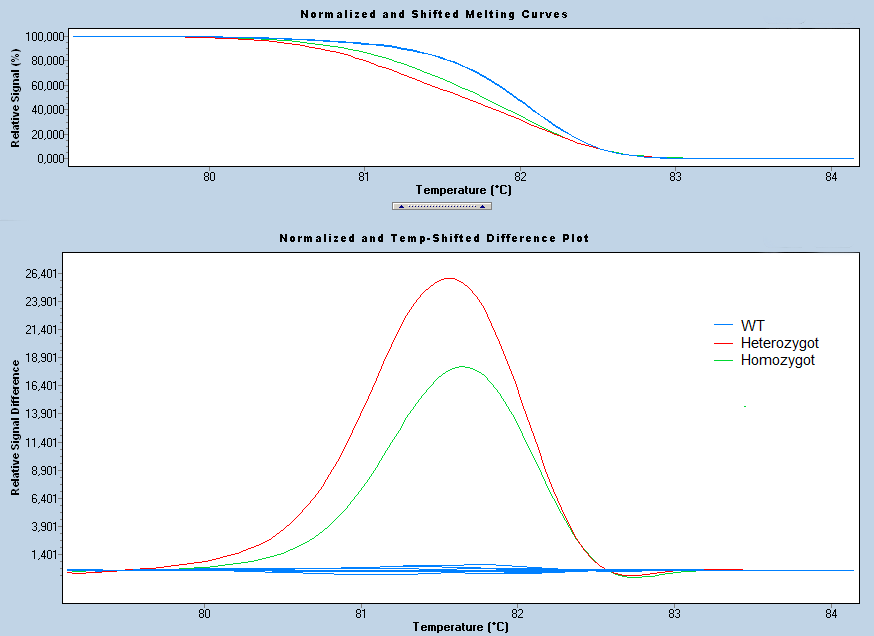 Normalized and Shifted Melting Curves
Relative Signal (%)
100,000
80,000
60,000
40,000
20,000
0,000
80 81 82 83 84
Temperature (°C)
Normalized and Temp-Shifted Difference Plot
Relative Signal Difference
26,401
23,901
21,401
18,901
16,401
13,901
11,401
8,901
6,401
3,901
1,401
WT
Heterozygot
Homozygot
80 81 82 83 84
Temperature (°C)